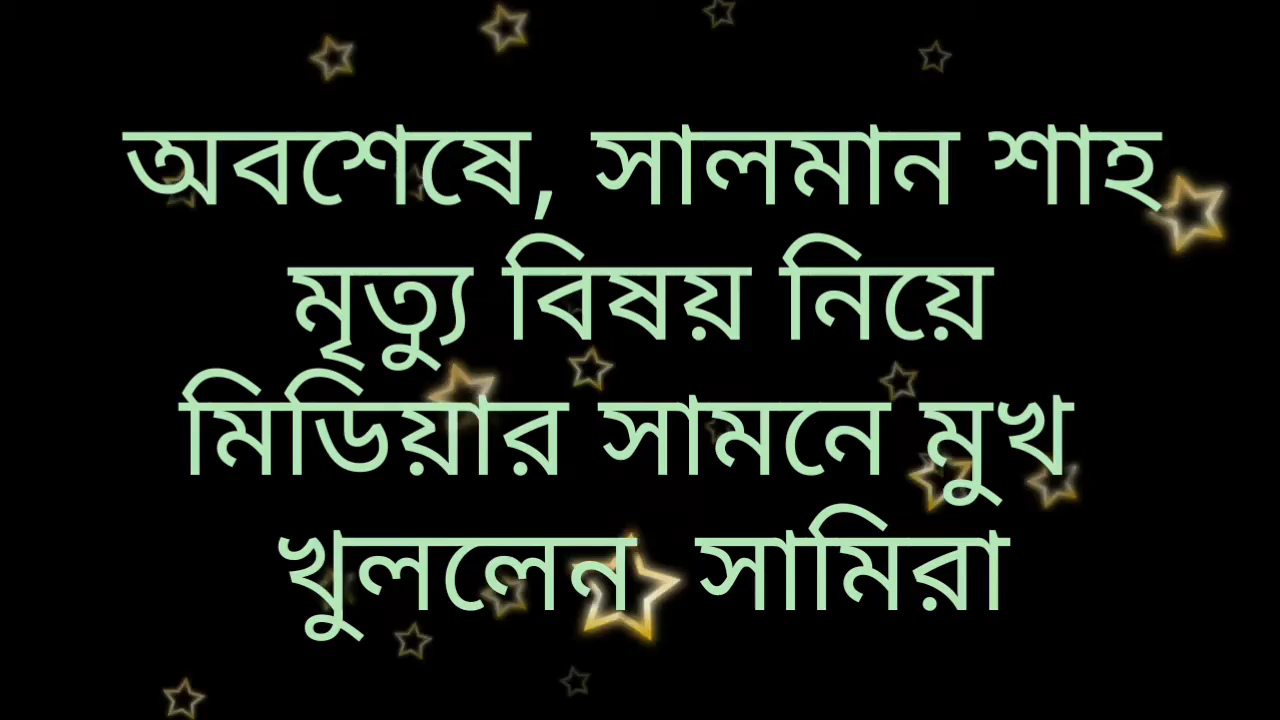 অবশেষে, সালমান শাহ
মৃত্যু বিষয় নিয়ে
মিডিয়ার সামনে মুখ
খুললেন  সামিরা